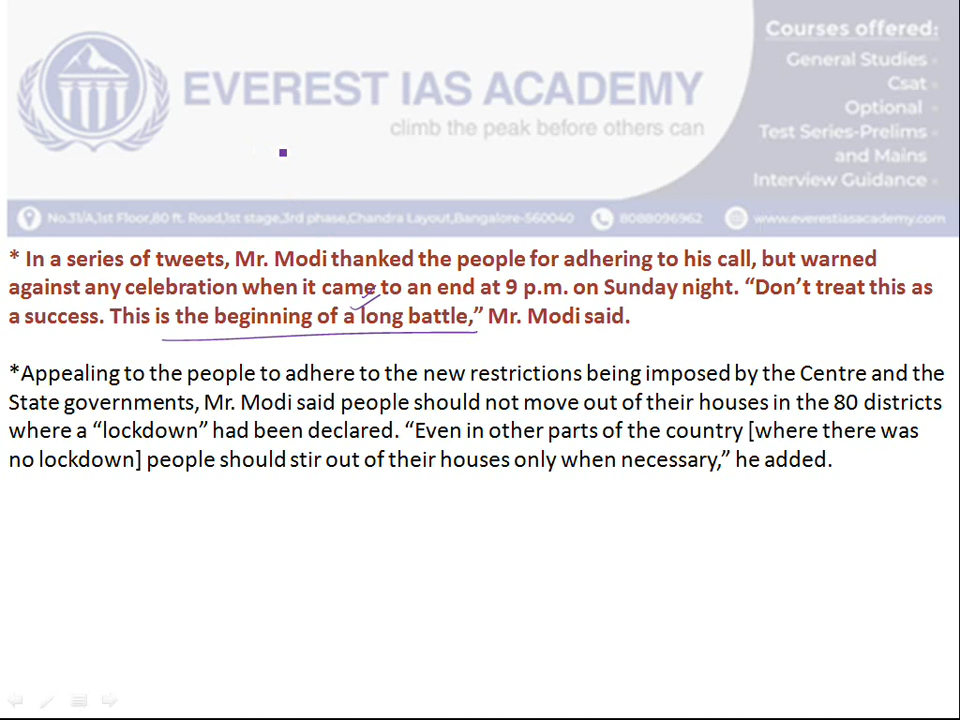 Courses offered:
General Studies
Csat
Optional
Test Series-Prelims
and Mains
Interview Guidance
EVEREST IAS ACADEMY
climb the peak before others can
No.31/A,1st Floor,80 ft. Road,1st stage,3rd phase,Chandra Layout,Bangalore-560040
8088096962
www.everestiasacademy.com
* In a series of tweets, Mr. Modi thanked the people for adhering to his call, but warned
against any celebration when it came to an end at 9 p.m. on Sunday night. “Don’t treat this as
a success. This is the beginning of a long battle,” Mr. Modi said.
*Appealing to the people to adhere to the new restrictions being imposed by the Centre and the
State governments, Mr. Modi said people should not move out of their houses in the 80 districts
where a “lockdown” had been declared. “Even in other parts of the country [where there was
no lockdown] people should stir out of their houses only when necessary,” he added.